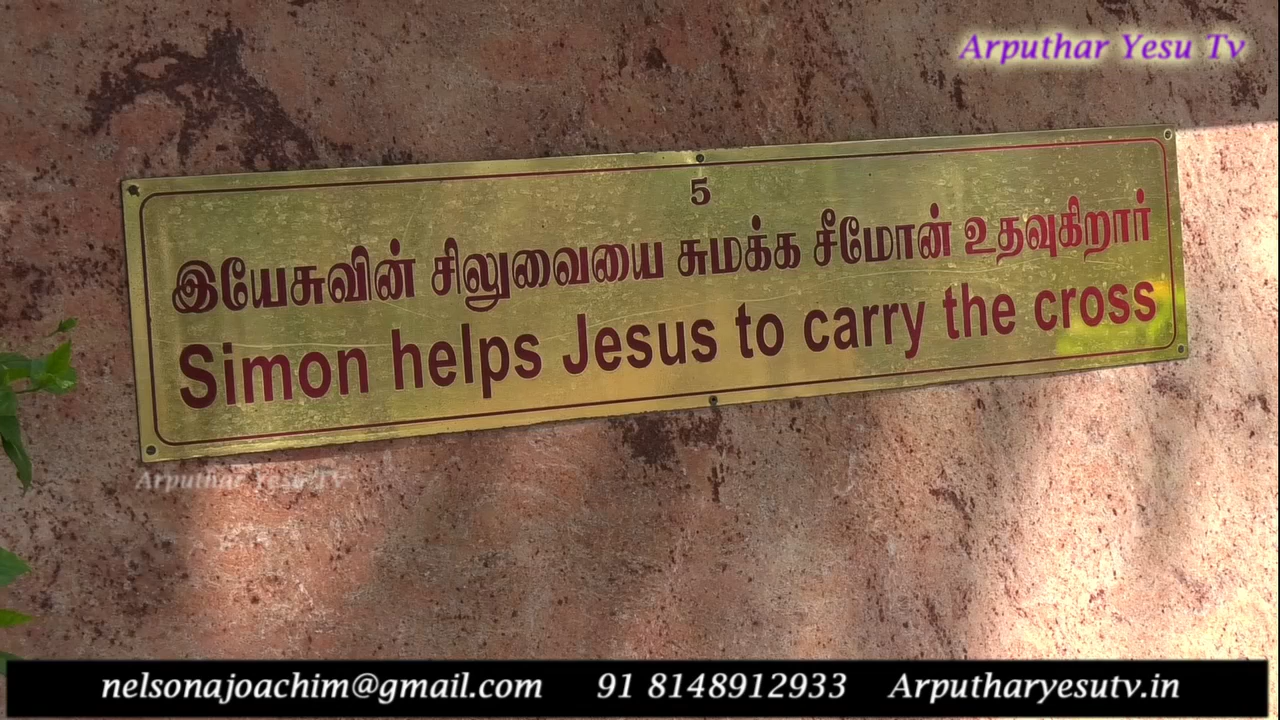 Arputhar Yesu Tv
5
இயேசுவின் சிலுவையை சுமக்க சீமோன் உதவுகிறார்
Simon helps Jesus to carry the cross
Arputhar Yesu TV
nelsonajoachim@gmail.com 91 8148912933 Arputharyesutv.in